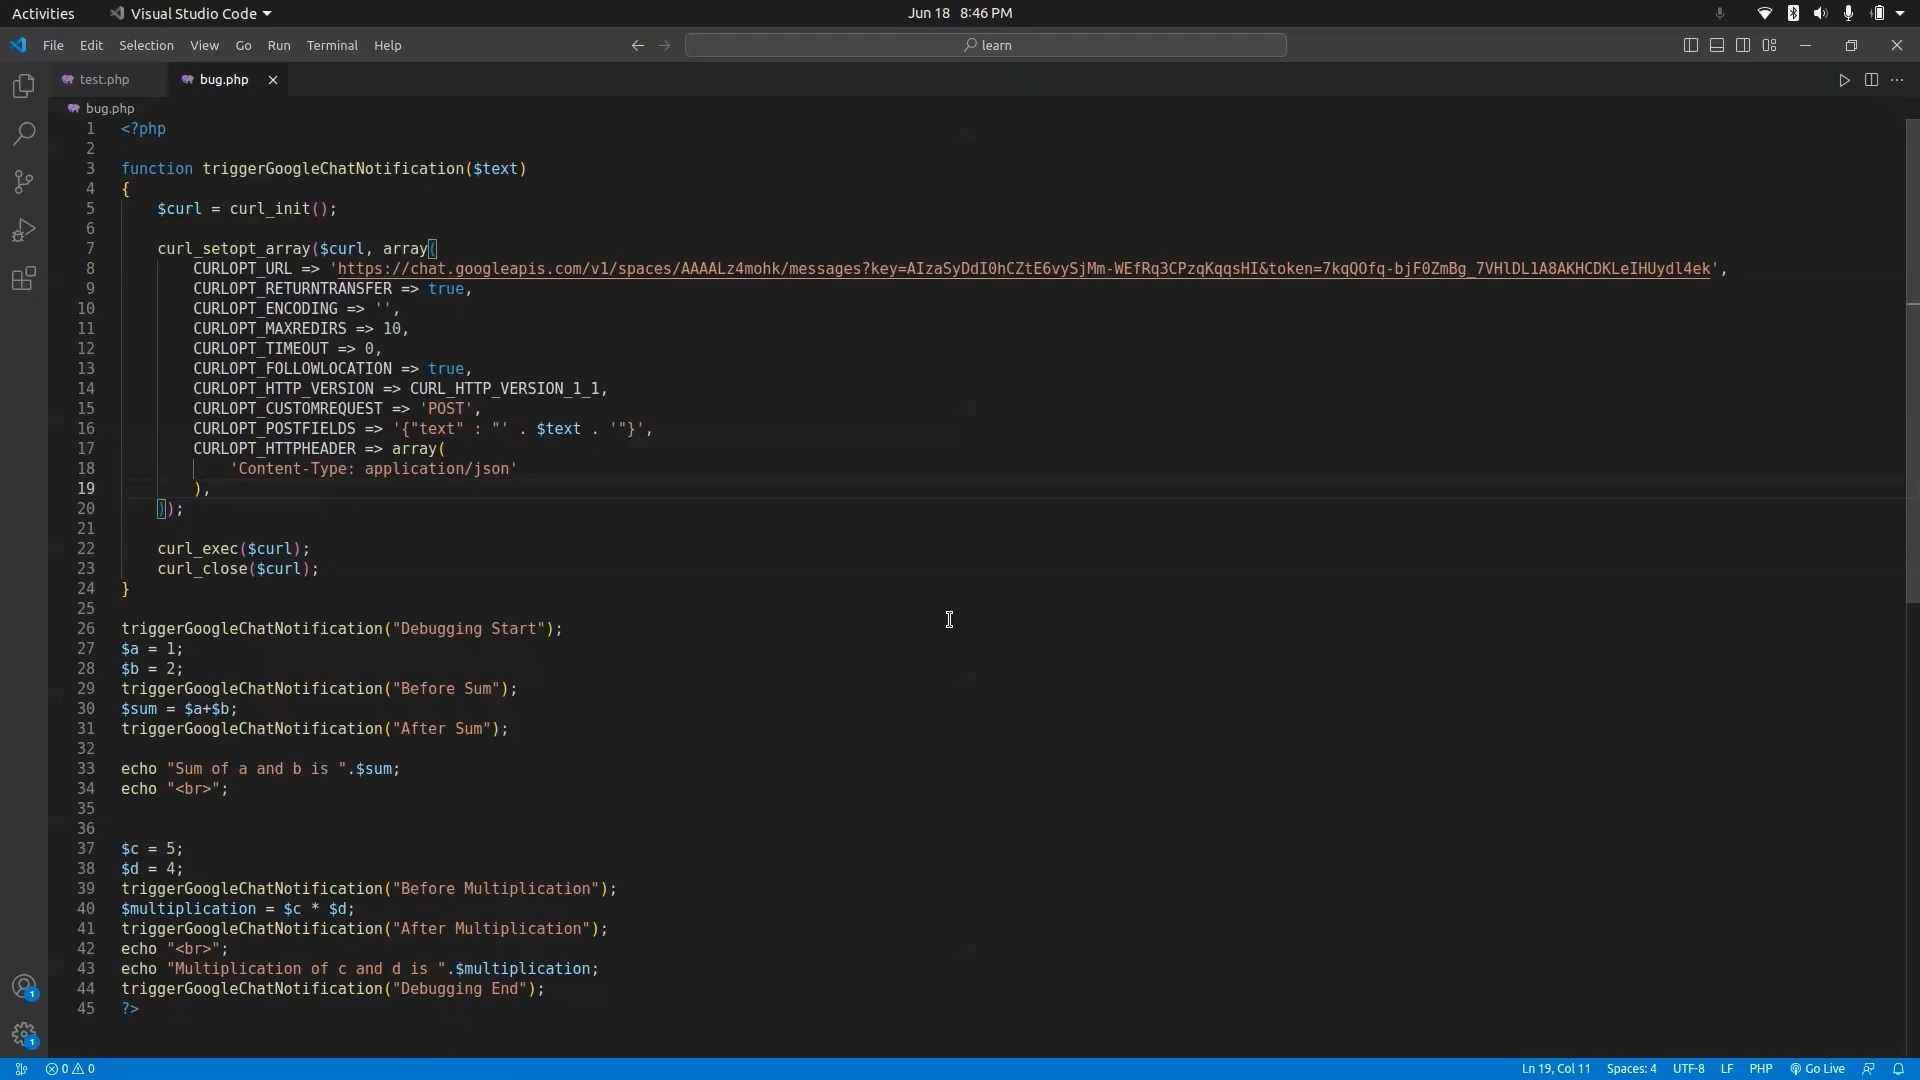 Activities Visual Studio Code Jun 18 8:46 PM
File Edit Selection View Go Run Terminal Help learn
test.php bug.php
bug.php
1 <?php
2
3 function triggerGoogleChatNotification($text)
4 {
5 $curl = curl_init();
6
7 curl_setopt_array($curl, array(
8 CURLOPT_URL => 'https://chat.googleapis.com/v1/spaces/AAAALz4mohk/messages?key=AIzaSyDdI0hCZtE6vySjMm-WEfRq3CPzqKqqsHI&token=7kqQOfq-bjF0ZmBg_7VHlDL1A8AKHCDKLeIHUydl4ek',
9 CURLOPT_RETURNTRANSFER => true,
10 CURLOPT_ENCODING => '',
11 CURLOPT_MAXREDIRS => 10,
12 CURLOPT_TIMEOUT => 0,
13 CURLOPT_FOLLOWLOCATION => true,
14 CURLOPT_HTTP_VERSION => CURL_HTTP_VERSION_1_1,
15 CURLOPT_CUSTOMREQUEST => 'POST',
16 CURLOPT_POSTFIELDS => '{"text" : "' . $text . '"}',
17 CURLOPT_HTTPHEADER => array(
18 'Content-Type: application/json'
19 ),
20 ));
21
22 curl_exec($curl);
23 curl_close($curl);
24 }
25
26 triggerGoogleChatNotification("Debugging Start");
27 $a = 1;
28 $b = 2;
29 triggerGoogleChatNotification("Before Sum");
30 $sum = $a+$b;
31 triggerGoogleChatNotification("After Sum");
32
33 echo "Sum of a and b is ".$sum;
34 echo "<br>";
35
36
37 $c = 5;
38 $d = 4;
39 triggerGoogleChatNotification("Before Multiplication");
40 $multiplication = $c * $d;
41 triggerGoogleChatNotification("After Multiplication");
42 echo "<br>";
43 echo "Multiplication of c and d is ".$multiplication;
44 triggerGoogleChatNotification("Debugging End");
45 ?>
1
1
0 0 Ln 19, Col 11 Spaces: 4 UTF-8 LF PHP Go Live